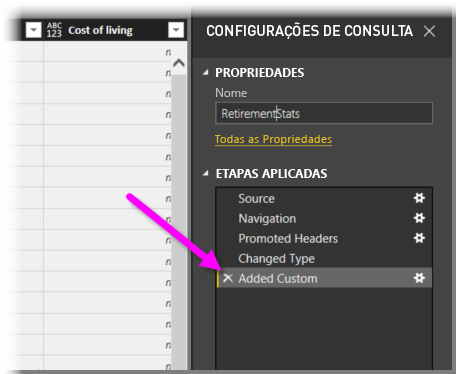 ABC
123 Cost of living
CONFIGURAÇÕES DE CONSULTA
PROPRIEDADES
Nome
RetirementStats
Todas as Propriedades
ETAPAS APLICADAS
Source
Navigation
Promoted Headers
Changed Type
Added Custom